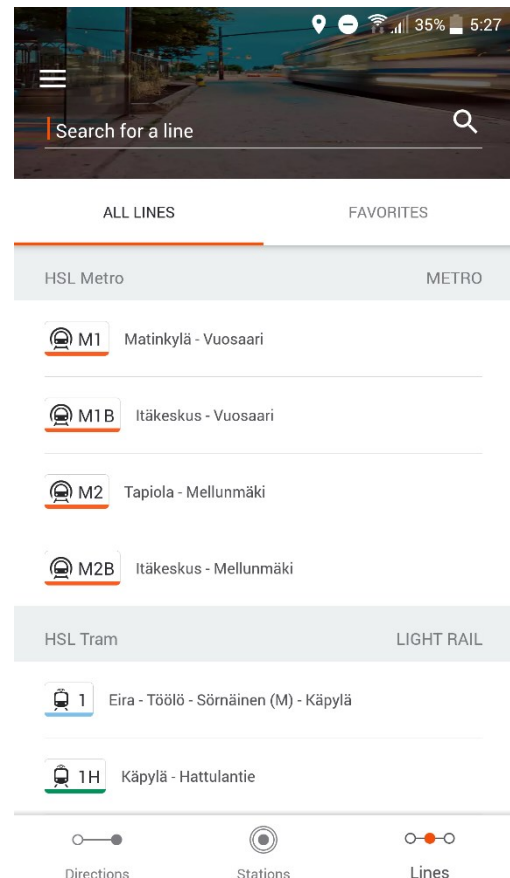 35% 5:27
Search for a line
ALL LINES FAVORITES
HSL Metro METRO
M1 Matinkylä - Vuosaari
M1B Itäkeskus - Vuosaari
M2 Tapiola - Mellunmäki
M2B Itäkeskus - Mellunmäki
HSL Tram LIGHT RAIL
1 Eira - Töölö - Sörnäinen (M) - Käpylä
1H Käpylä - Hattulantie
Directions Stations Lines